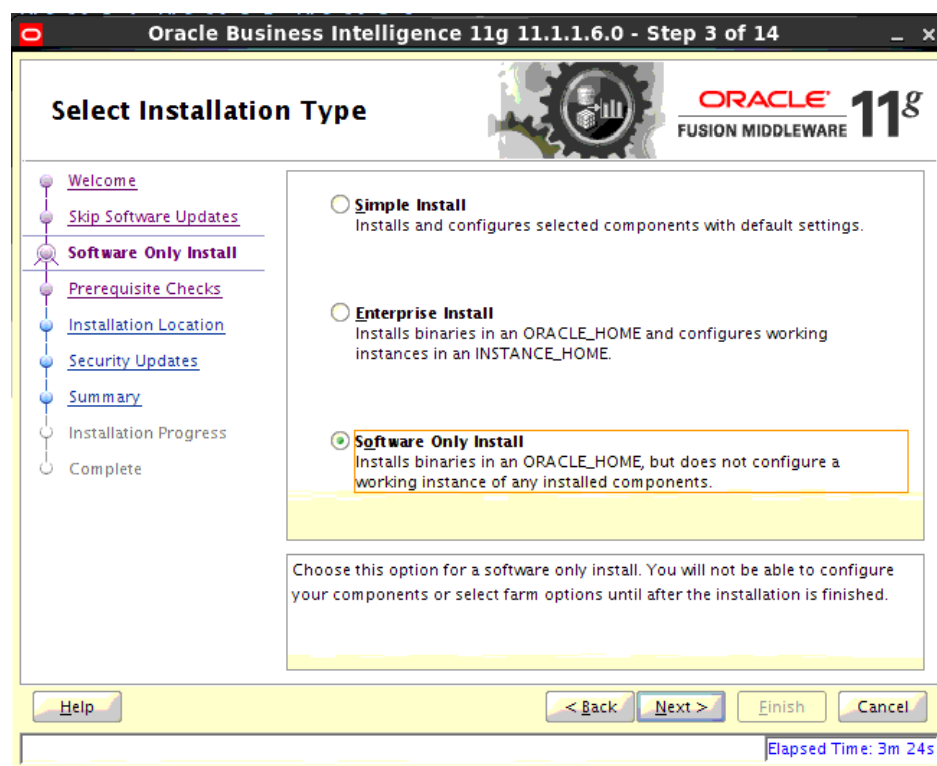 Oracle Business Intelligence 11g 11.1.1.6.0 - Step 3 of 14
Select Installation Type
ORACLE
FUSION MIDDLEWARE
11g
Welcome
Skip Software Updates
Software Only Install
Prerequisite Checks
Installation Location
Security Updates
Summary
Installation Progress
Complete
Simple Install
Installs and configures selected components with default settings.
Enterprise Install
Installs binaries in an ORACLE_HOME and configures working
instances in an INSTANCE_HOME.
Software Only Install
Installs binaries in an ORACLE_HOME, but does not configure a
working instance of any installed components.
Choose this option for a software only install. You will not be able to configure
your components or select farm options until after the installation is finished.
Help
< Back
Next >
Finish
Cancel
Elapsed Time: 3m 24s